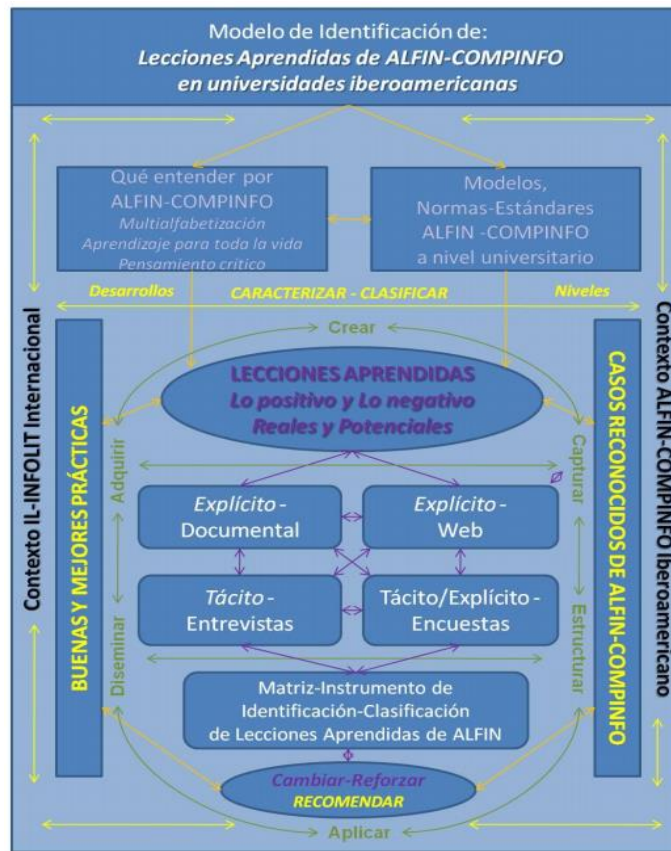 Modelo de Identificación de:
Lecciones Aprendidas de ALFIN-COMPINFO
en universidades iberoamericanas
Qué entender por
ALFIN-COMPINFO
Multialfabetización
Aprendizaje para toda la vida
Pensamiento crítico
Modelos,
Normas-Estándares
ALFIN -COMPINFO
a nivel universitario
Desarrollos
CARACTERIZAR - CLASIFICAR
Niveles
Contexto IL-INFOLIT Internacional
BUENAS Y MEJORES PRÁCTICAS
CASOS RECONOCIDOS DE ALFIN-COMPINFO
Contexto ALFIN-COMPINFO Iberoamericano
Crear
LECCIONES APRENDIDAS
Lo positivo y Lo negativo
Reales y Potenciales
Adquirir
Capturar
Explícito -
Documental
Explícito -
Web
Tácito -
Entrevistas
Tácito/Explícito -
Encuestas
Diseminar
Estructurar
Matriz-Instrumento de
Identificación-Clasificación
de Lecciones Aprendidas de ALFIN
Cambiar-Reforzar
RECOMENDAR
Aplicar